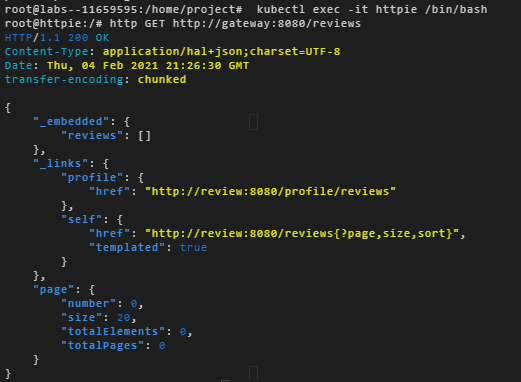 root@labs--11659595:/home/project#  kubectl exec -it httpie /bin/bash
root@httpie:/# http GET http://gateway:8080/reviews
HTTP/1.1 200 OK
Content-Type: application/hal+json;charset=UTF-8
Date: Thu, 04 Feb 2021 21:26:30 GMT
transfer-encoding: chunked

{
    "_embedded": {
        "reviews": []
    },
    "_links": {
        "profile": {
            "href": "http://review:8080/profile/reviews"
        },
        "self": {
            "href": "http://review:8080/reviews{?page,size,sort}",
            "templated": true
        }
    },
    "page": {
        "number": 0,
        "size": 20,
        "totalElements": 0,
        "totalPages": 0
    }
}